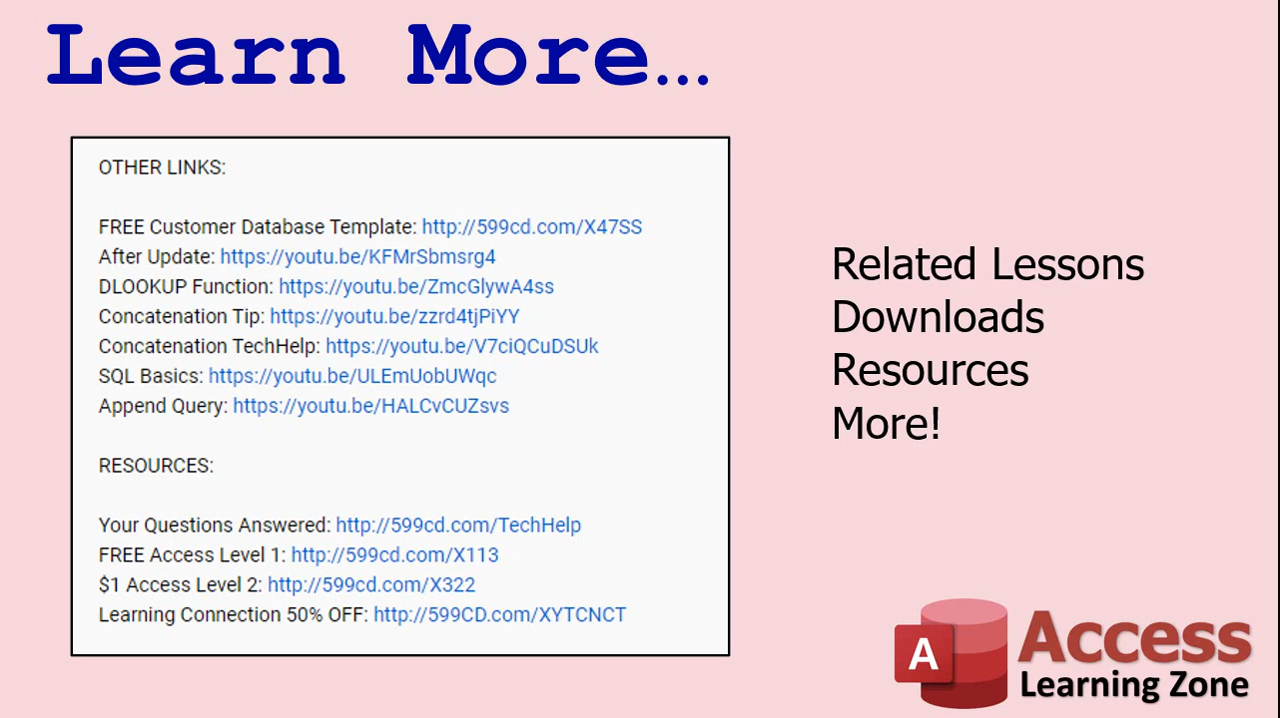 Learn More...
OTHER LINKS:
FREE Customer Database Template: http://599cd.com/X47SS
After Update: https://youtu.be/KFMrSbmsrg4
DLOOKUP Function: https://youtu.be/ZmcGlywA4ss
Concatenation Tip: https://youtu.be/zzrd4tjPiYY
Concatenation TechHelp: https://youtu.be/V7ciQCuDSUk
SQL Basics: https://youtu.be/ULEmUobUWqc
Append Query: https://youtu.be/HALCvCUZsvs
RESOURCES:
Your Questions Answered: http://599cd.com/TechHelp
FREE Access Level 1: http://599cd.com/X113
$1 Access Level 2: http://599cd.com/X322
Learning Connection 50% OFF: http://599CD.com/XYTCNCT
Related Lessons
Downloads
Resources
More!
A
Access
Learning Zone